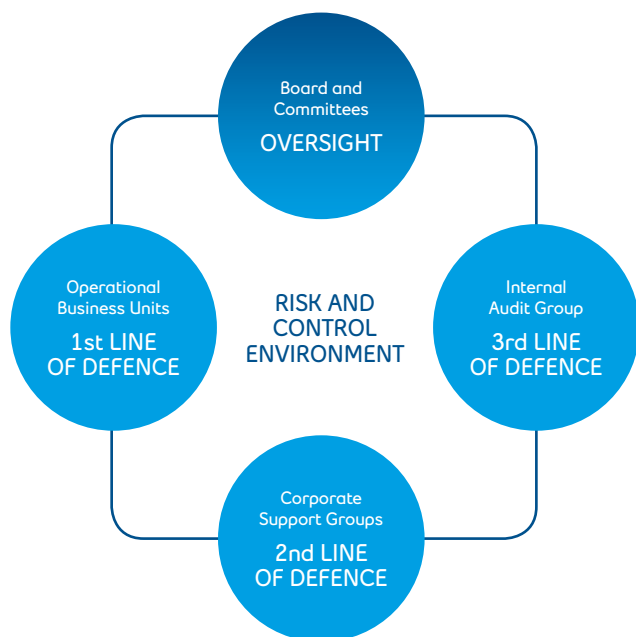 Board and
Committees
OVERSIGHT
Operational
Business Units
1st LINE
OF DEFENCE
RISK AND
CONTROL
ENVIRONMENT
Internal
Audit Group
3rd LINE
OF DEFENCE
Corporate
Support Groups
2nd LINE
OF DEFENCE